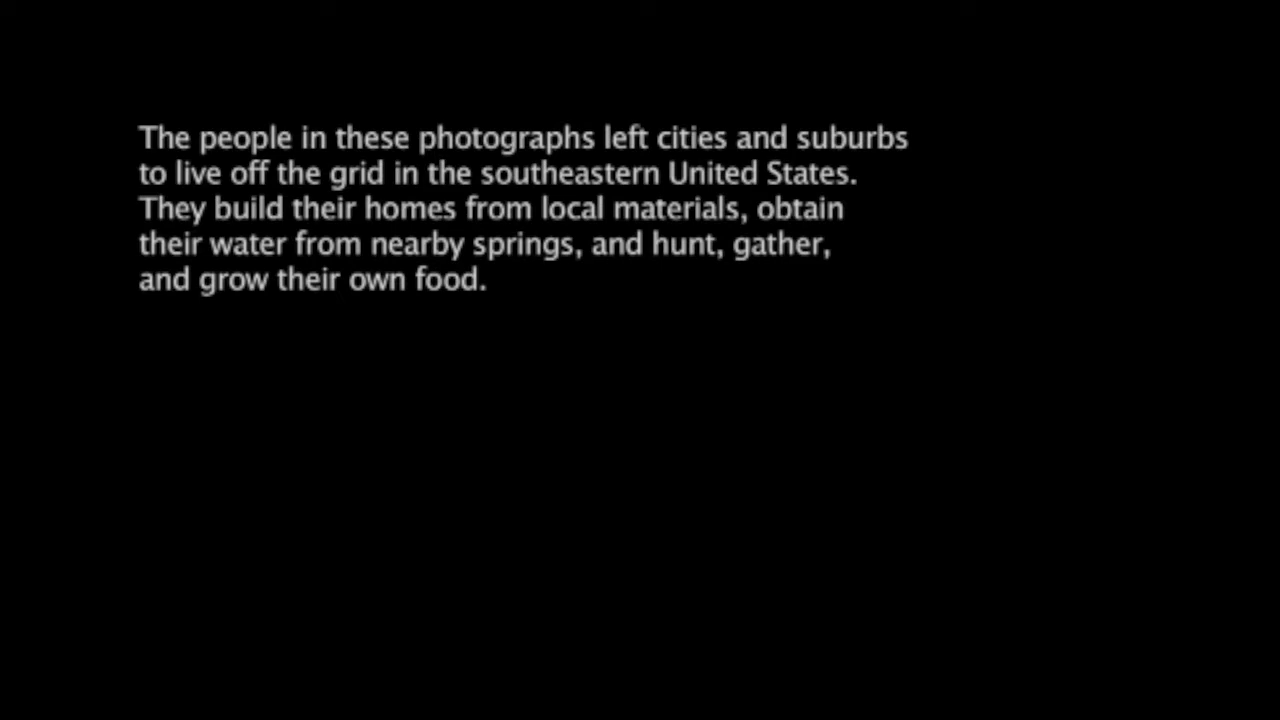 The people in these photographs left cities and suburbs
to live off the grid in the southeastern United States.
They build their homes from local materials, obtain
their water from nearby springs, and hunt, gather,
and grow their own food.